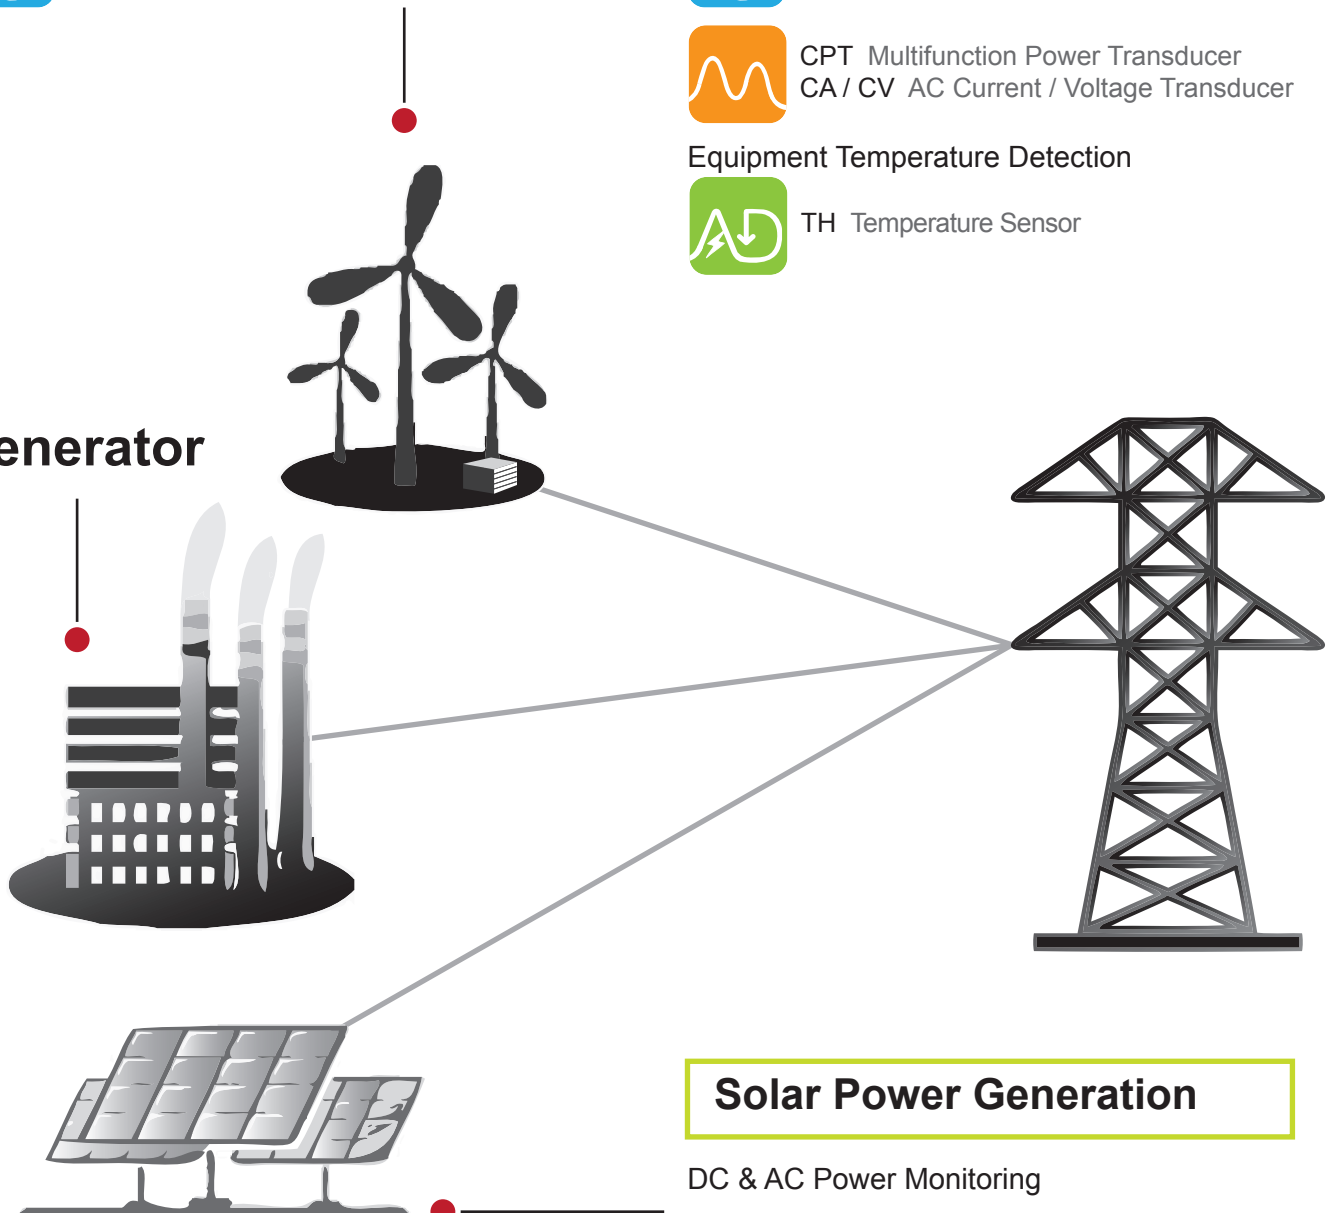 CPT Multifunction Power Transducer
CA / CV AC Current / Voltage Transducer
Equipment Temperature Detection
AD
TH Temperature Sensor
enerator
Solar Power Generation
DC & AC Power Monitoring